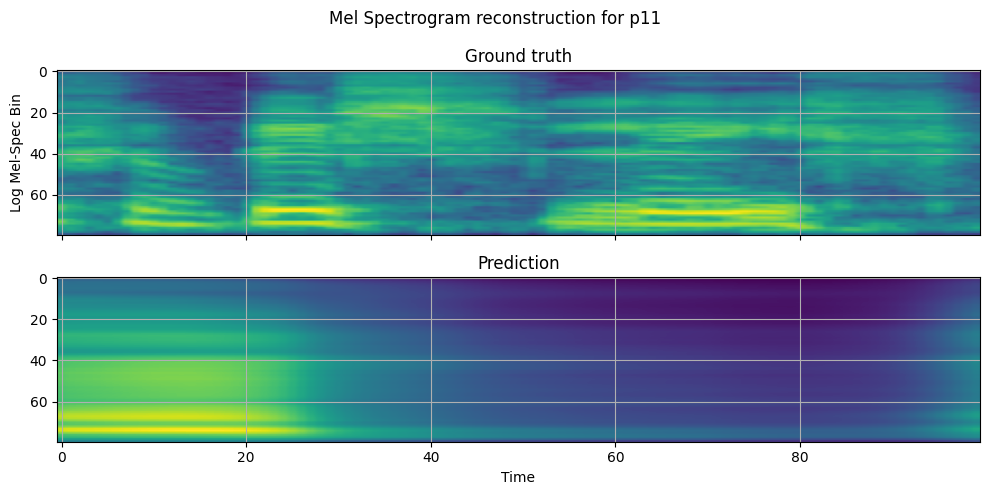 Mel Spectrogram reconstruction for p11
Ground truth
Log Mel-Spec Bin
0
20
40
60
Prediction
0
20
40
60
0 20 40 60 80
Time